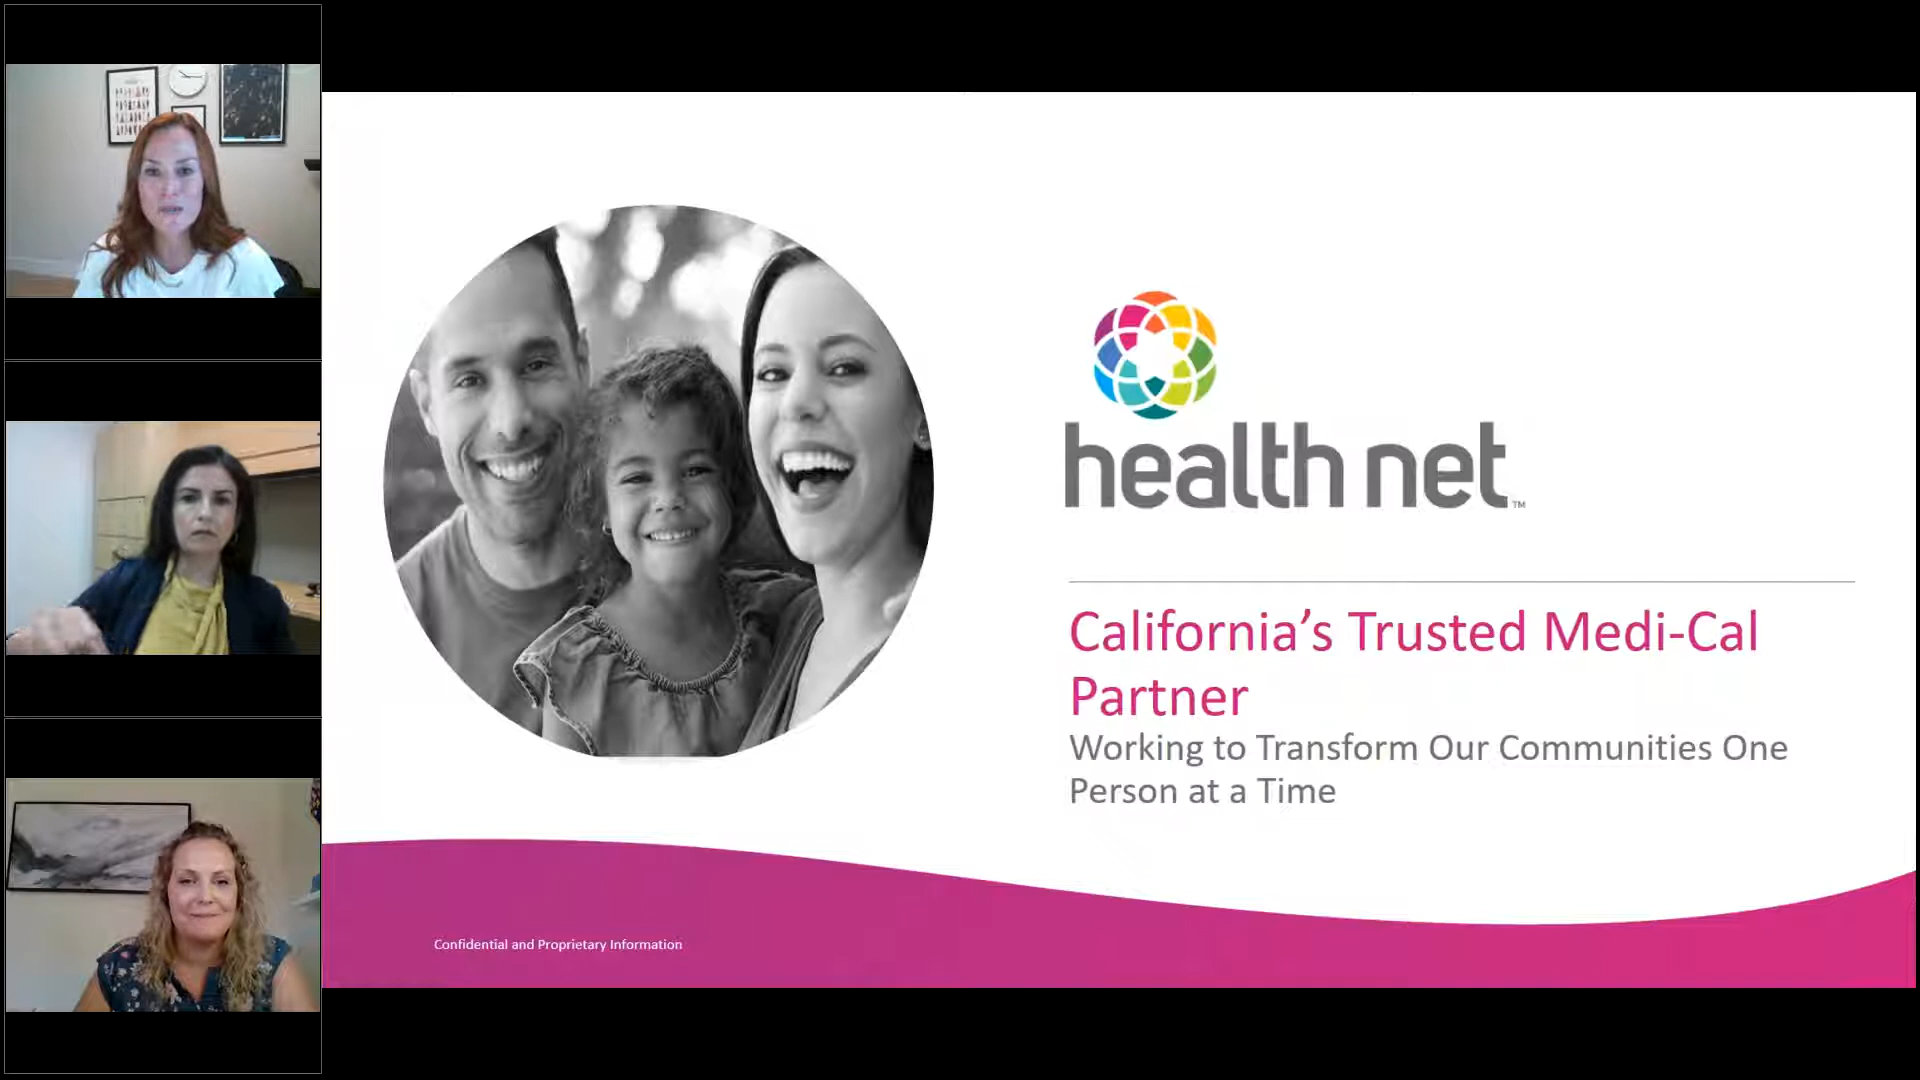 health net™
California’s Trusted Medi-Cal
Partner
Working to Transform Our Communities One
Person at a Time
Confidential and Proprietary Information